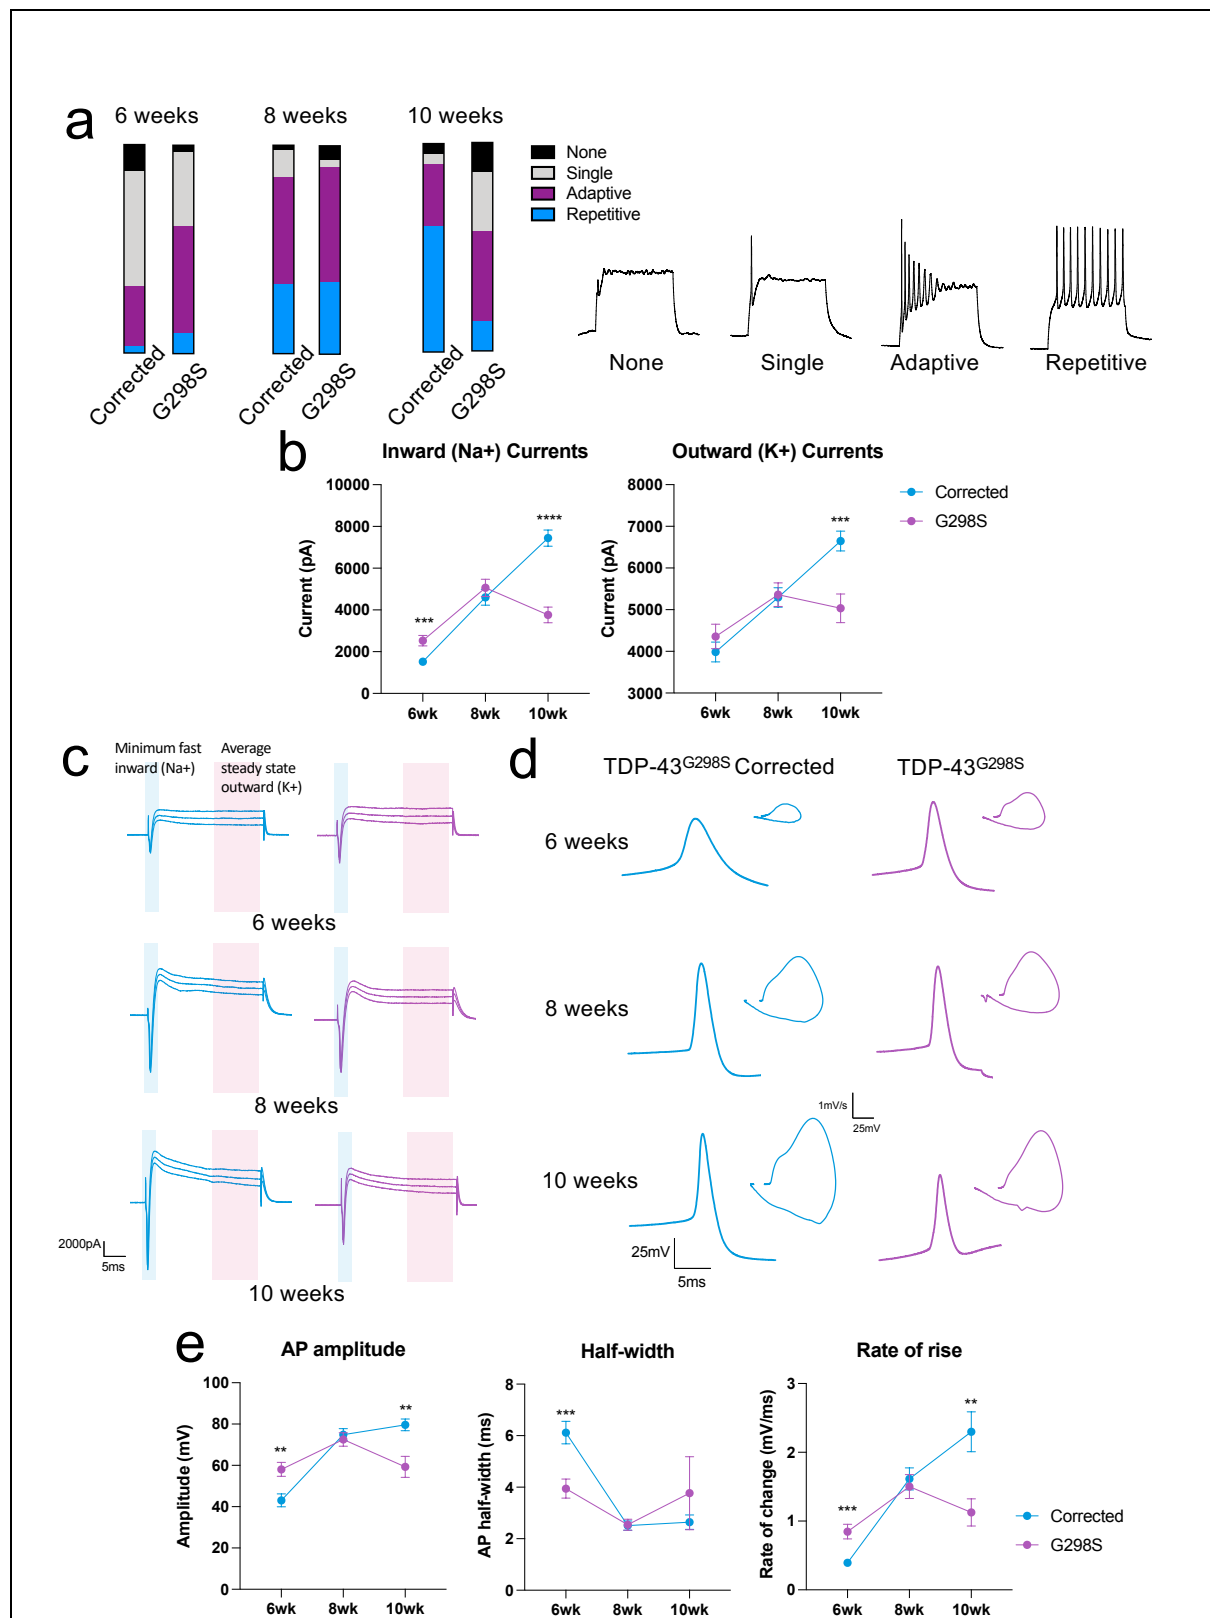 a
6 weeks
8 weeks
10 weeks
None
Single
Adaptive
Repetitive
Corrected
G298S
Corrected
G298S
Corrected
G298S
None
Single
Adaptive
Repetitive
b
Inward (Na+) Currents
Outward (K+) Currents
Current (pA)
10000
8000
6000
4000
2000
0
***
****
6wk
8wk
10wk
Current (pA)
8000
7000
6000
5000
4000
3000
***
6wk
8wk
10wk
Corrected
G298S
c
Minimum fast
inward (Na+)
Average
steady state
outward (K+)
6 weeks
8 weeks
10 weeks
2000pA
5ms
d
TDP-43G298S Corrected
TDP-43G298S
6 weeks
8 weeks
1mV/s
25mV
10 weeks
25mV
5ms
e
AP amplitude
Half-width
Rate of rise
Amplitude (mV)
100
80
60
40
20
0
**
**
6wk
8wk
10wk
AP half-width (ms)
8
6
4
2
0
***
6wk
8wk
10wk
Rate of change (mV/ms)
3
2
1
0
***
**
6wk
8wk
10wk
Corrected
G298S